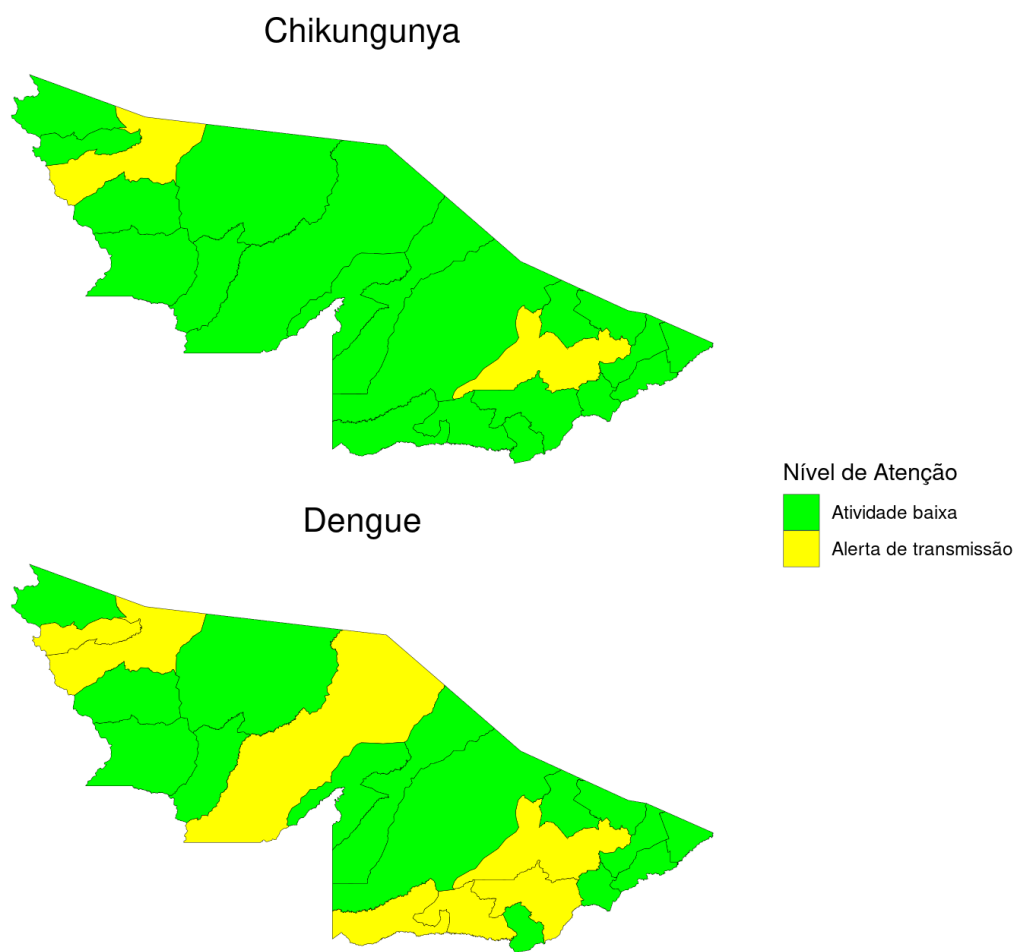 Chikungunya
Dengue
Nível de Atenção
Atividade baixa
Alerta de transmissão